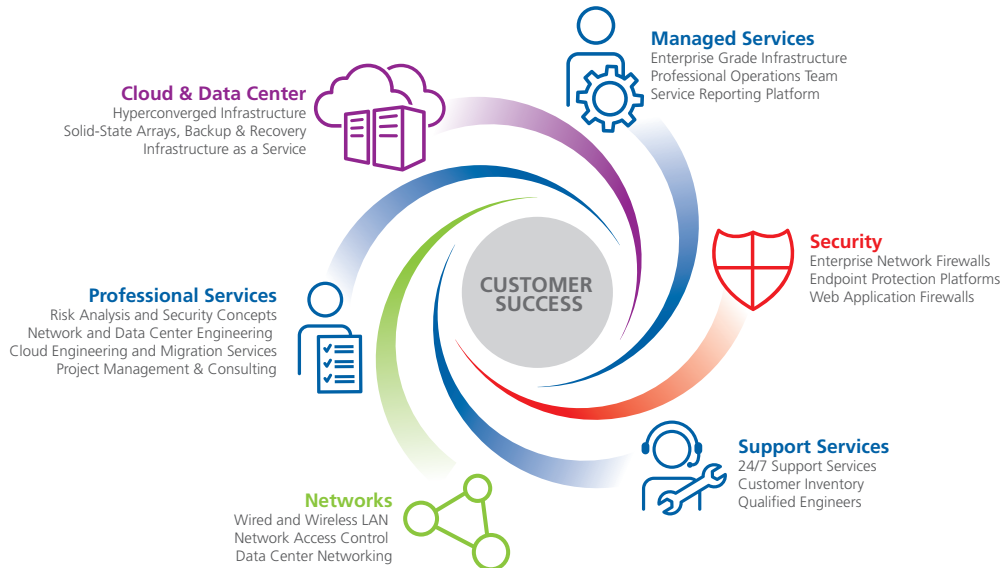 Managed Services
Enterprise Grade Infrastructure
Professional Operations Team
Service Reporting Platform
Cloud & Data Center
Hyperconverged Infrastructure
Solid-State Arrays, Backup & Recovery
Infrastructure as a Service
Security
Enterprise Network Firewalls
Endpoint Protection Platforms
Web Application Firewalls
CUSTOMER
SUCCESS
Professional Services
Risk Analysis and Security Concepts
Network and Data Center Engineering
Cloud Engineering and Migration Services
Project Management & Consulting
Support Services
24/7 Support Services
Customer Inventory
Qualified Engineers
Networks
Wired and Wireless LAN
Network Access Control
Data Center Networking